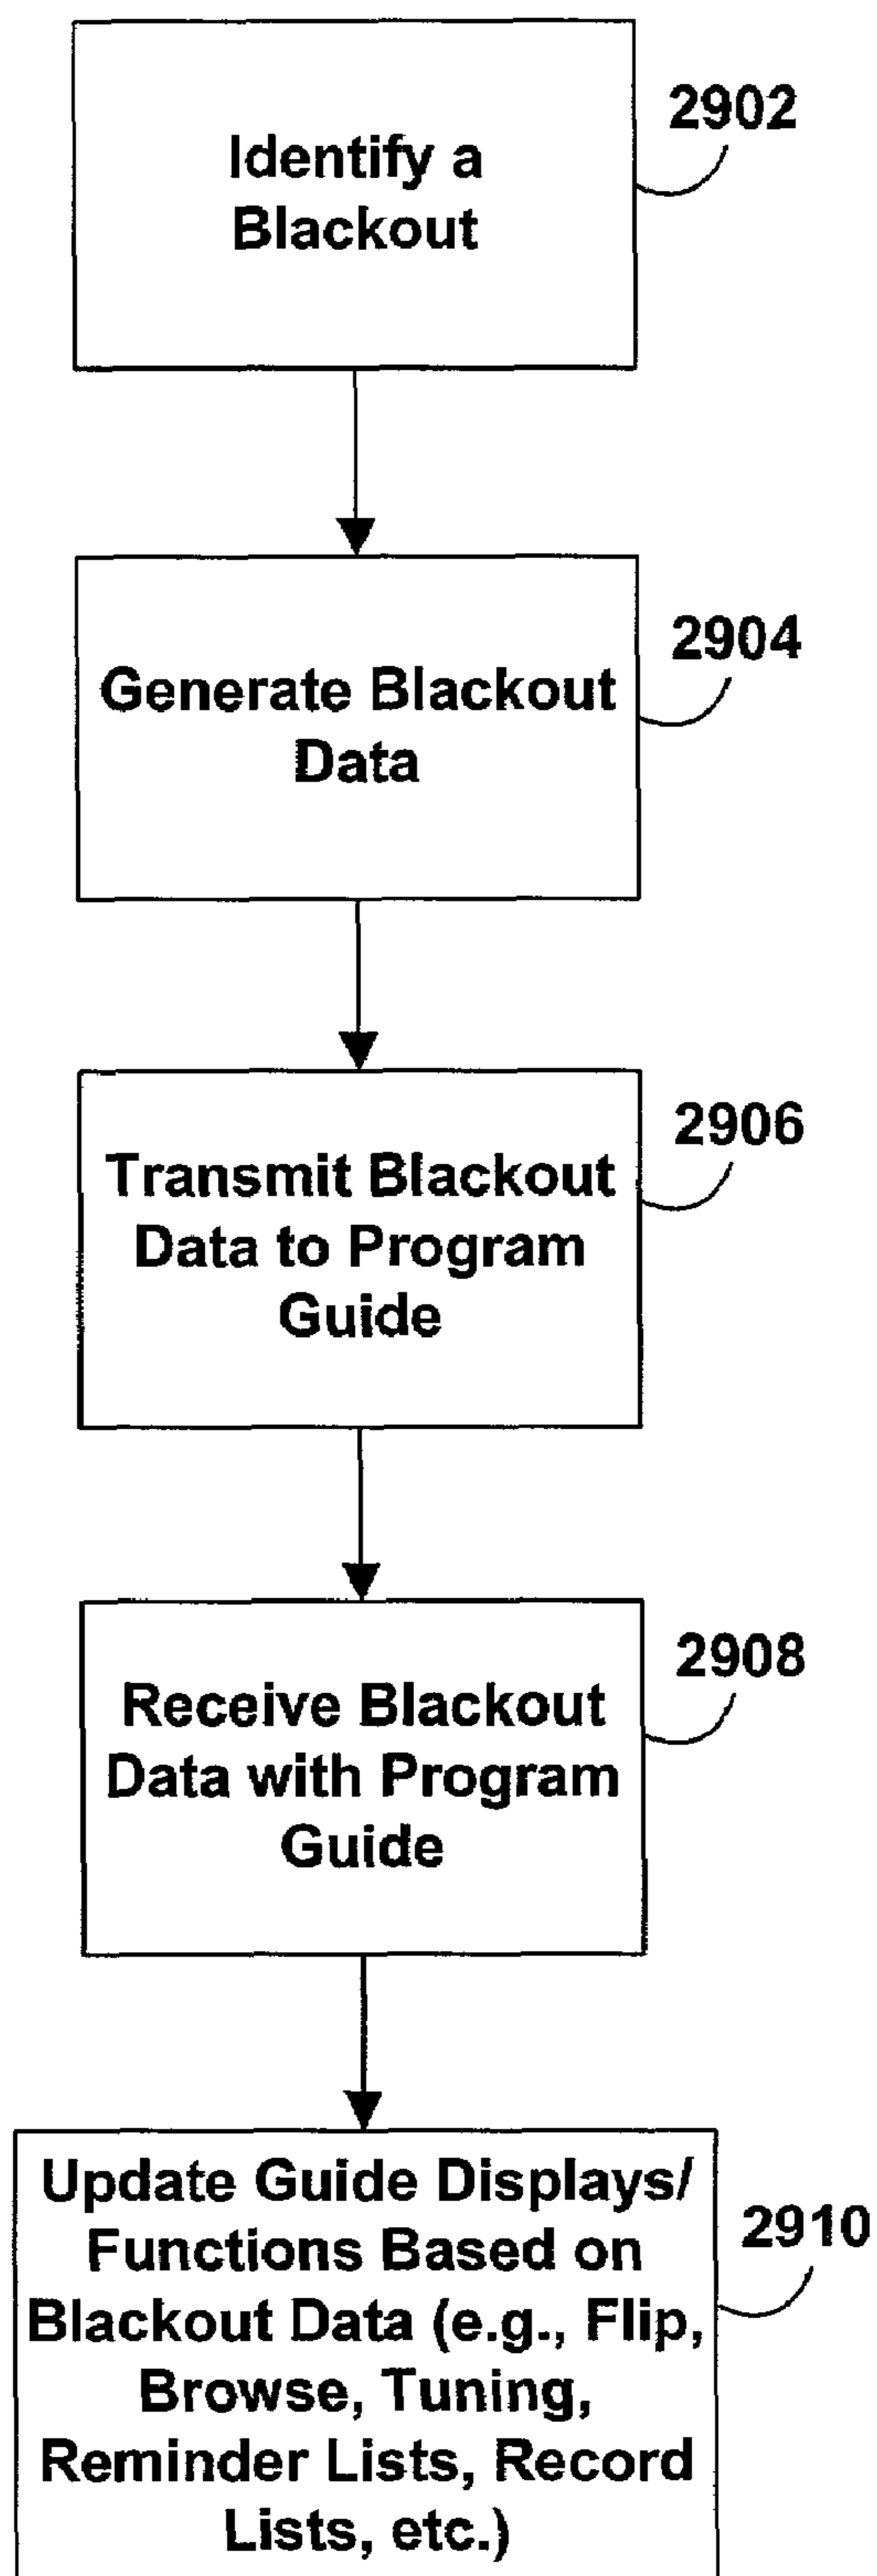 Identify a
Blackout
2902
Generate Blackout
Data
2904
Transmit Blackout
Data to Program
Guide
2906
Receive Blackout
Data with Program
Guide
2908
Update Guide Displays/
Functions Based on
Blackout Data (e.g., Flip,
Browse, Tuning,
Reminder Lists, Record
Lists, etc.)
2910